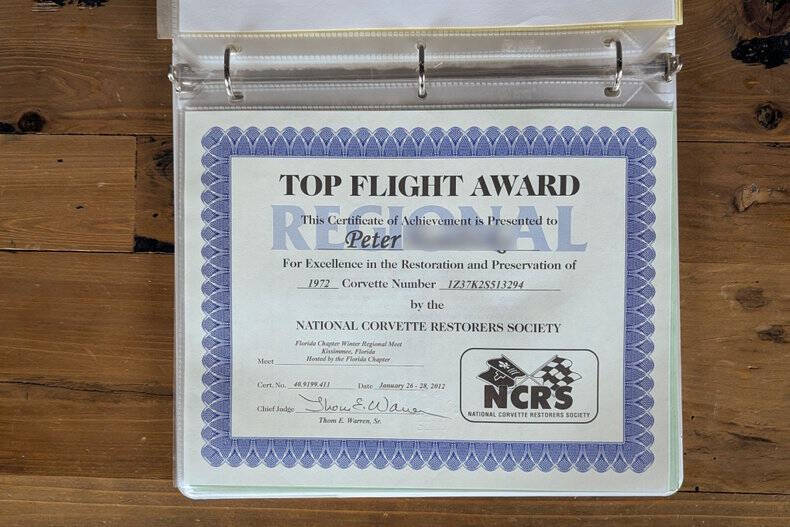 TOP FLIGHT AWARD
REGIONAL
This Certificate of Achievement is Presented to
Peter
For Excellence in the Restoration and Preservation of
1972 Corvette Number 1Z37K2S513294
by the
NATIONAL CORVETTE RESTORERS SOCIETY
Florida Chapter Winter Regional Meet
Kissimmee, Florida
Meet Hosted by the Florida Chapter
Cert. No. 40.9199.411 Date January 26 - 28, 2012
Chief Judge Thom E. Warren
Thom E. Warren, Sr.
NCRS
NATIONAL CORVETTE RESTORERS SOCIETY